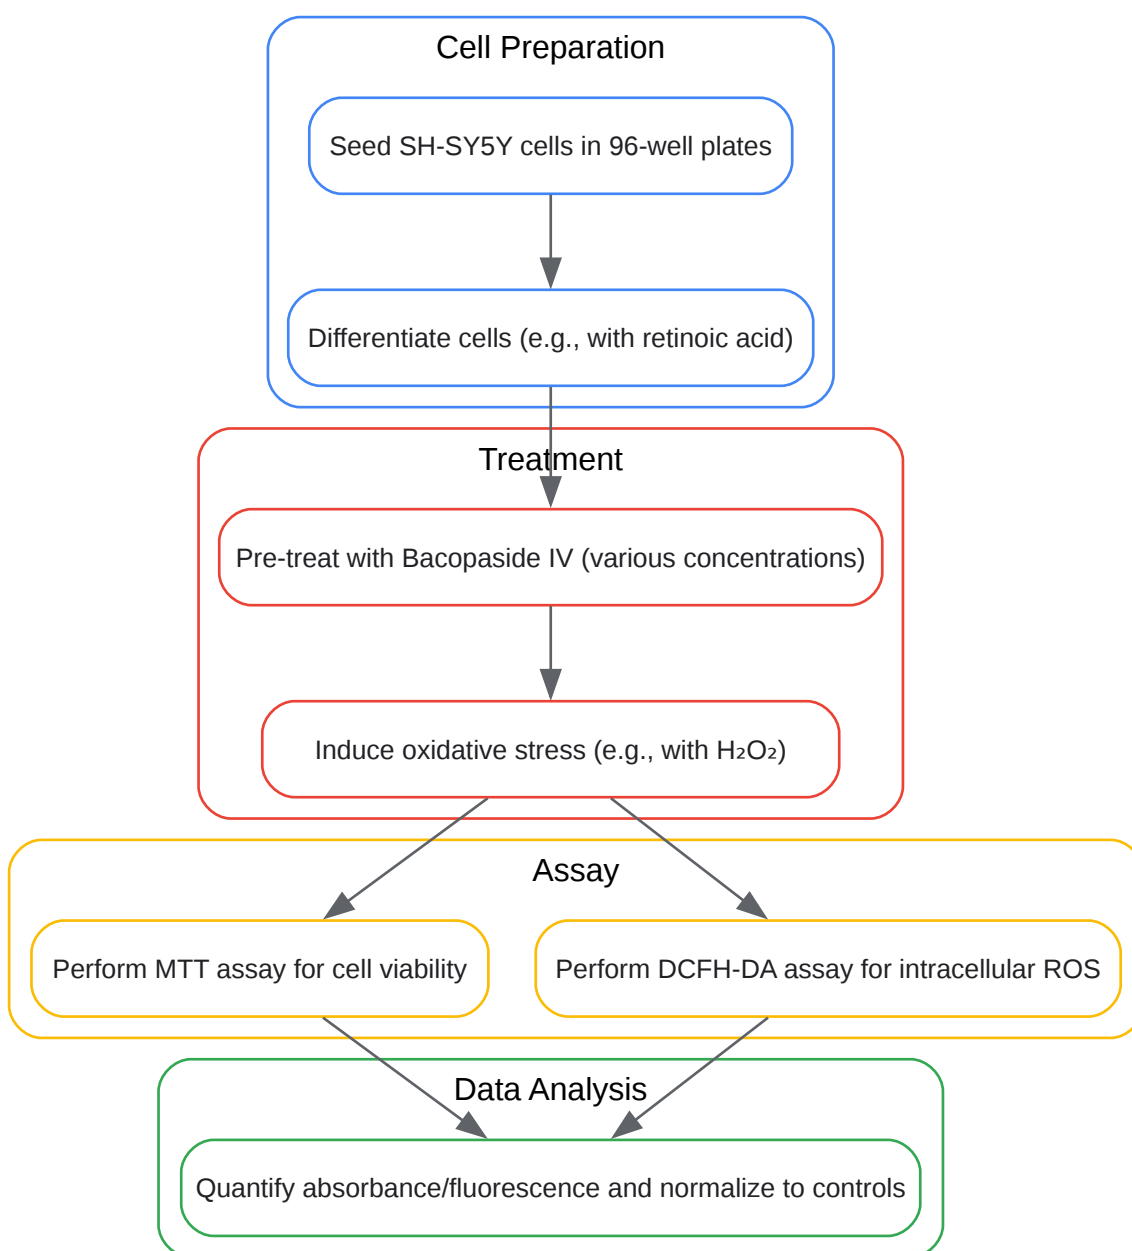 Cell Preparation
Seed SH-SY5Y cells in 96-well plates
Differentiate cells (e.g., with retinoic acid)
Treatment
Pre-treat with Bacopaside IV (various concentrations)
Induce oxidative stress (e.g., with H₂O₂)
Assay
Perform MTT assay for cell viability
Perform DCFH-DA assay for intracellular ROS
Data Analysis
Quantify absorbance/fluorescence and normalize to controls